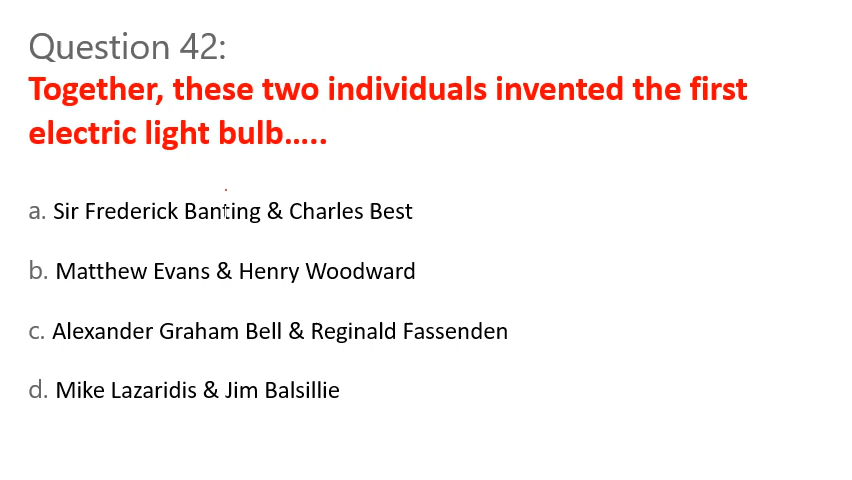 Question 42:
Together, these two individuals invented the first
electric light bulb.....
a. Sir Frederick Banting & Charles Best
b. Matthew Evans & Henry Woodward
c. Alexander Graham Bell & Reginald Fassenden
d. Mike Lazaridis & Jim Balsillie